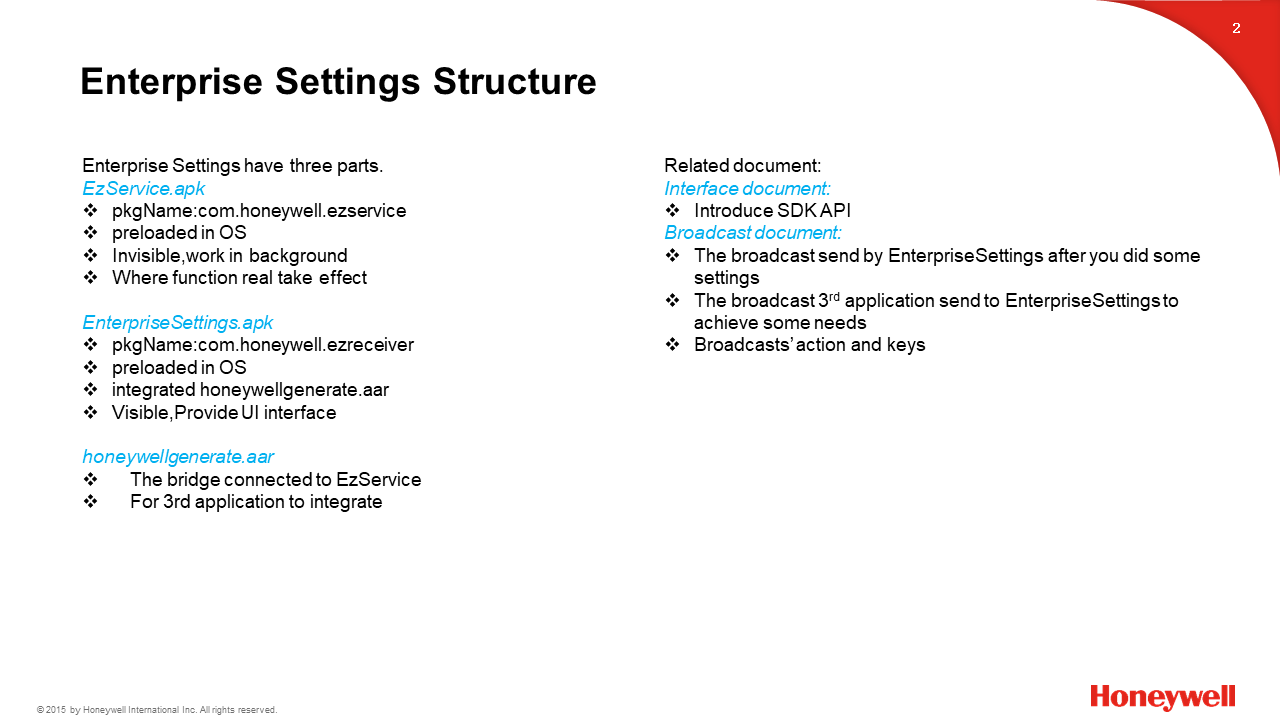 2
Enterprise Settings Structure
Enterprise Settings have three parts.
EzService.apk
❖ pkgName:com.honeywell.ezservice
❖ preloaded in OS
❖ Invisible,work in background
❖ Where function real take effect
EnterpriseSettings.apk
❖ pkgName:com.honeywell.ezreceiver
❖ preloaded in OS
❖ integrated honeywellgenerate.aar
❖ Visible,Provide UI interface
honeywellgenerate.aar
❖ The bridge connected to EzService
❖ For 3rd application to integrate
Related document:
Interface document:
❖ Introduce SDK API
Broadcast document:
❖ The broadcast send by EnterpriseSettings after you did some
settings
❖ The broadcast 3rd application send to EnterpriseSettings to
achieve some needs
❖ Broadcasts’ action and keys
© 2015 by Honeywell International Inc. All rights reserved.
Honeywell